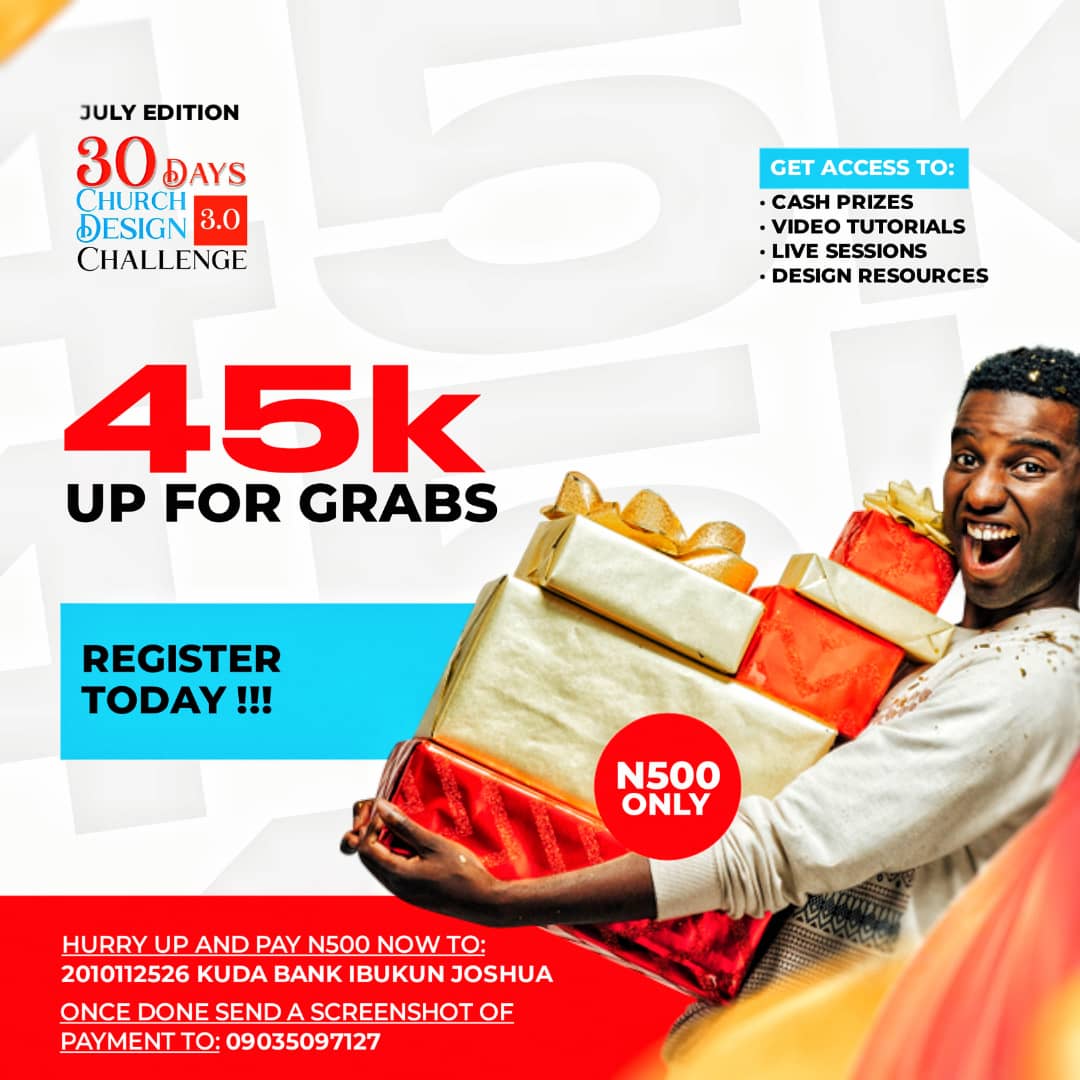 JULY EDITION
30 DAYS
CHURCH
DESIGN 3.0
CHALLENGE
GET ACCESS TO:
• CASH PRIZES
• VIDEO TUTORIALS
• LIVE SESSIONS
• DESIGN RESOURCES
45k
UP FOR GRABS
REGISTER
TODAY !!!
N500
ONLY
HURRY UP AND PAY N500 NOW TO:
2010112526 KUDA BANK IBUKUN JOSHUA
ONCE DONE SEND A SCREENSHOT OF
PAYMENT TO: 09035097127